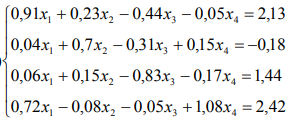 0,91x₁ + 0,23x₂ − 0,44x₃ − 0,05x₄ = 2,13
0,04x₁ + 0,7x₂ − 0,31x₃ + 0,15x₄ = −0,18
0,06x₁ + 0,15x₂ − 0,83x₃ − 0,17x₄ = 1,44
0,72x₁ − 0,08x₂ − 0,05x₃ + 1,08x₄ = 2,42